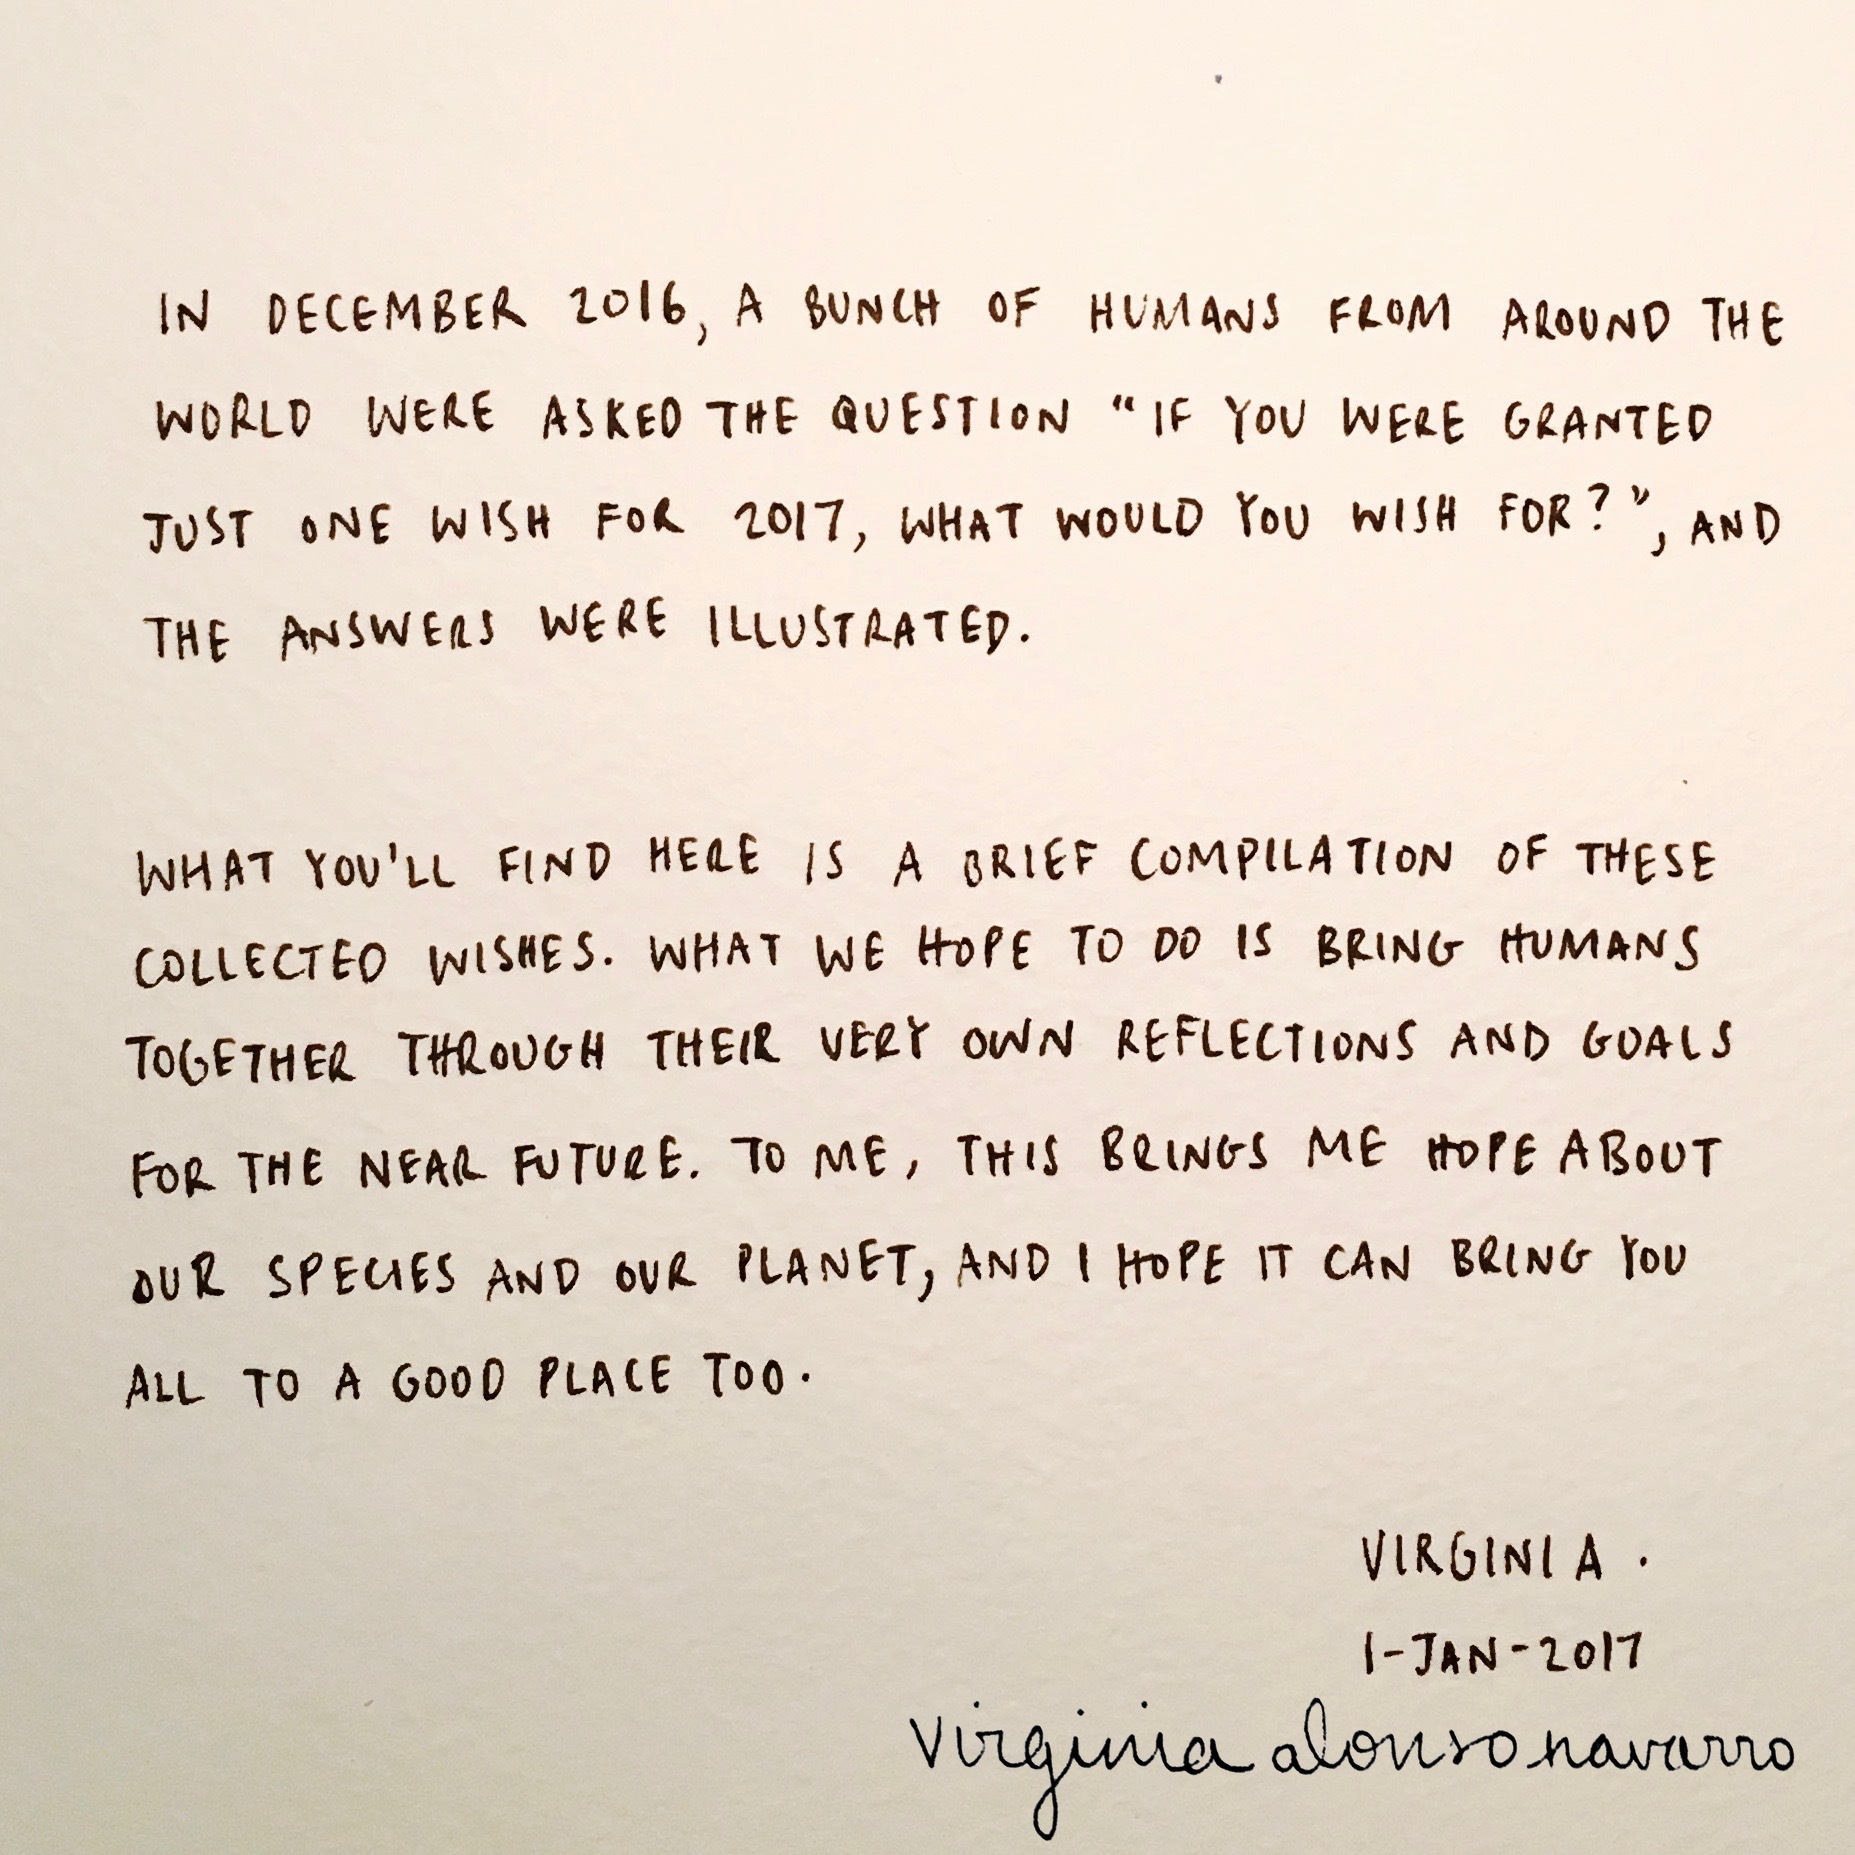 IN DECEMBER 2016, A BUNCH OF HUMANS FROM AROUND THE
WORLD WERE ASKED THE QUESTION "IF YOU WERE GRANTED
JUST ONE WISH FOR 2017, WHAT WOULD YOU WISH FOR?", AND
THE ANSWERS WERE ILLUSTRATED.
WHAT YOU'LL FIND HERE IS A BRIEF COMPILATION OF THESE
COLLECTED WISHES. WHAT WE HOPE TO DO IS BRING HUMANS
TOGETHER THROUGH THEIR VERY OWN REFLECTIONS AND GOALS
FOR THE NEAR FUTURE. TO ME, THIS BRINGS ME HOPE ABOUT
OUR SPECIES AND OUR PLANET, AND I HOPE IT CAN BRING YOU
ALL TO A GOOD PLACE TOO.
VIRGINIA.
1-JAN-2017
Virginia alonso navarro